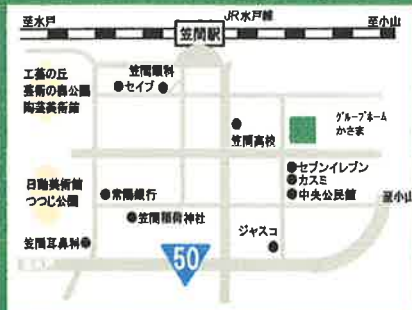 至水戸
JR水戸線
至小山
笠間駅
工芸の丘
芸術の森公園
陶芸美術館
笠間眼科
セイブ
笠間高校
グループホーム
かさま
セブンイレブン
カスミ
中央公民館
日動美術館
つつじ公園
常陽銀行
笠間稲荷神社
至小山
笠間耳鼻科
ジャスコ
50
至水戸